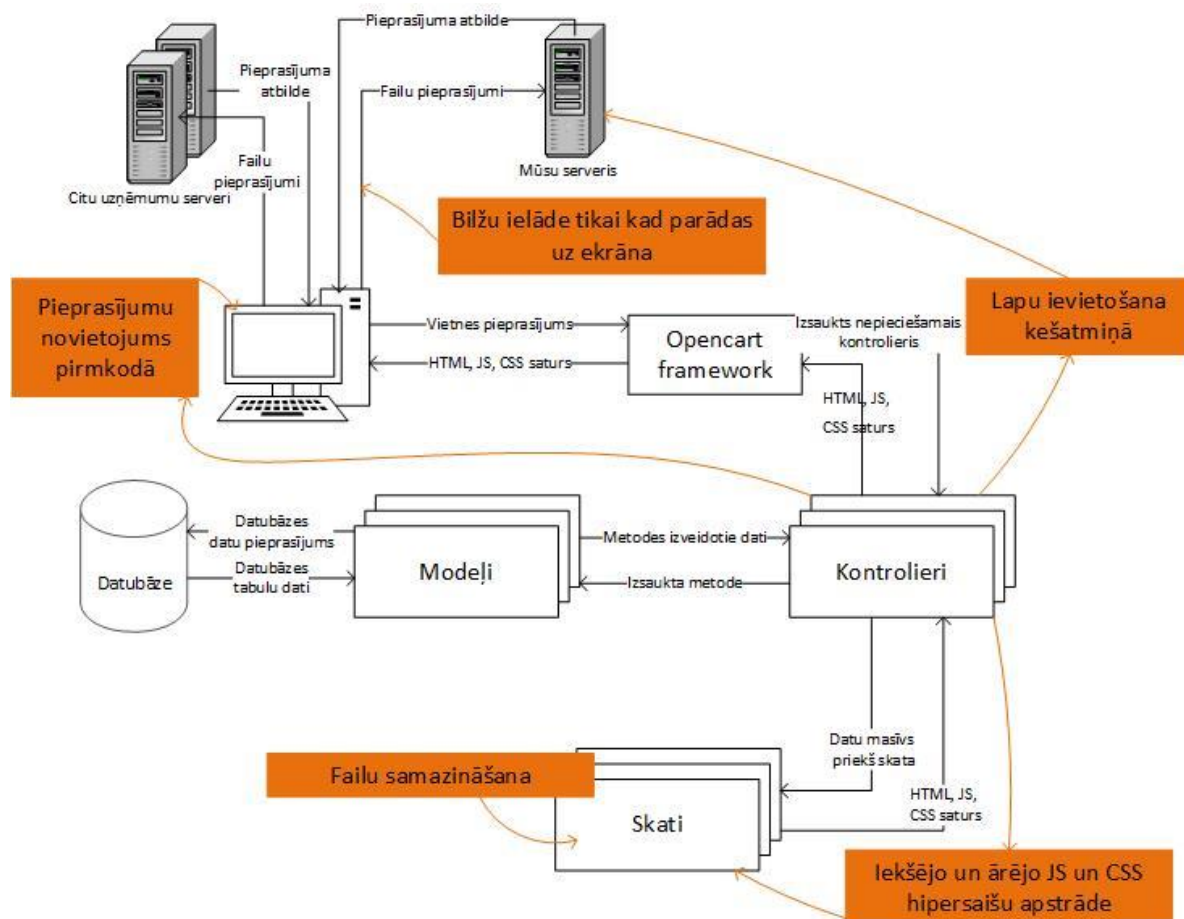 Pieprasījuma atbilde
Pieprasījuma
atbilde
Failu pieprasījumi
Failu
pieprasījumi
Citu uzņēmumu serveri
Mūsu serveris
Bilžu ielāde tikai kad parādas
uz ekrāna
Pieprasījumu
novietojums
pirmkodā
Lapu ievietošana
kešatmiņā
Vietnes pieprasījums
HTML, JS, CSS saturs
Opencart
framework
Izsaukts nepieciešamais
kontrolieris
HTML, JS,
CSS saturs
Datubāze
Datubāzes
datu pieprasījums
Datubāzes
tabulu dati
Modeļi
Metodes izveidotie dati
Izsaukta metode
Kontrolieri
Datu masīvs
priekš skata
HTML, JS,
CSS saturs
Failu samazināšana
Skati
Iekšējo un ārējo JS un CSS
hipersaišu apstrāde